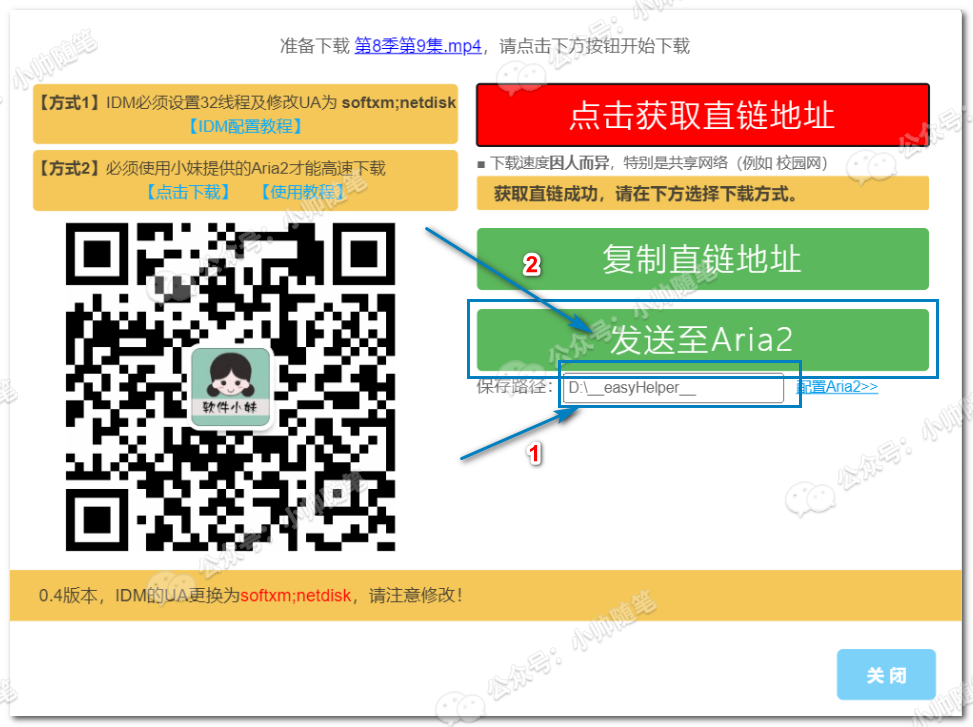 准备下载 第8季第9集.mp4，请点击下方按钮开始下载
【方式1】IDM必须设置32线程及修改UA为 softxm;netdisk
【IDM配置教程】
【方式2】必须使用小妹提供的Aria2才能高速下载
【点击下载】 【使用教程】
软件小妹
点击获取直链地址
■ 下载速度因人而异，特别是共享网络（例如 校园网）
获取直链成功，请在下方选择下载方式。
复制直链地址
2
发送至Aria2
保存路径： D:\__easyHelper__ 配置Aria2>>
1
0.4版本，IDM的UA更换为softxm;netdisk，请注意修改！
关闭
公众号：小帅随笔